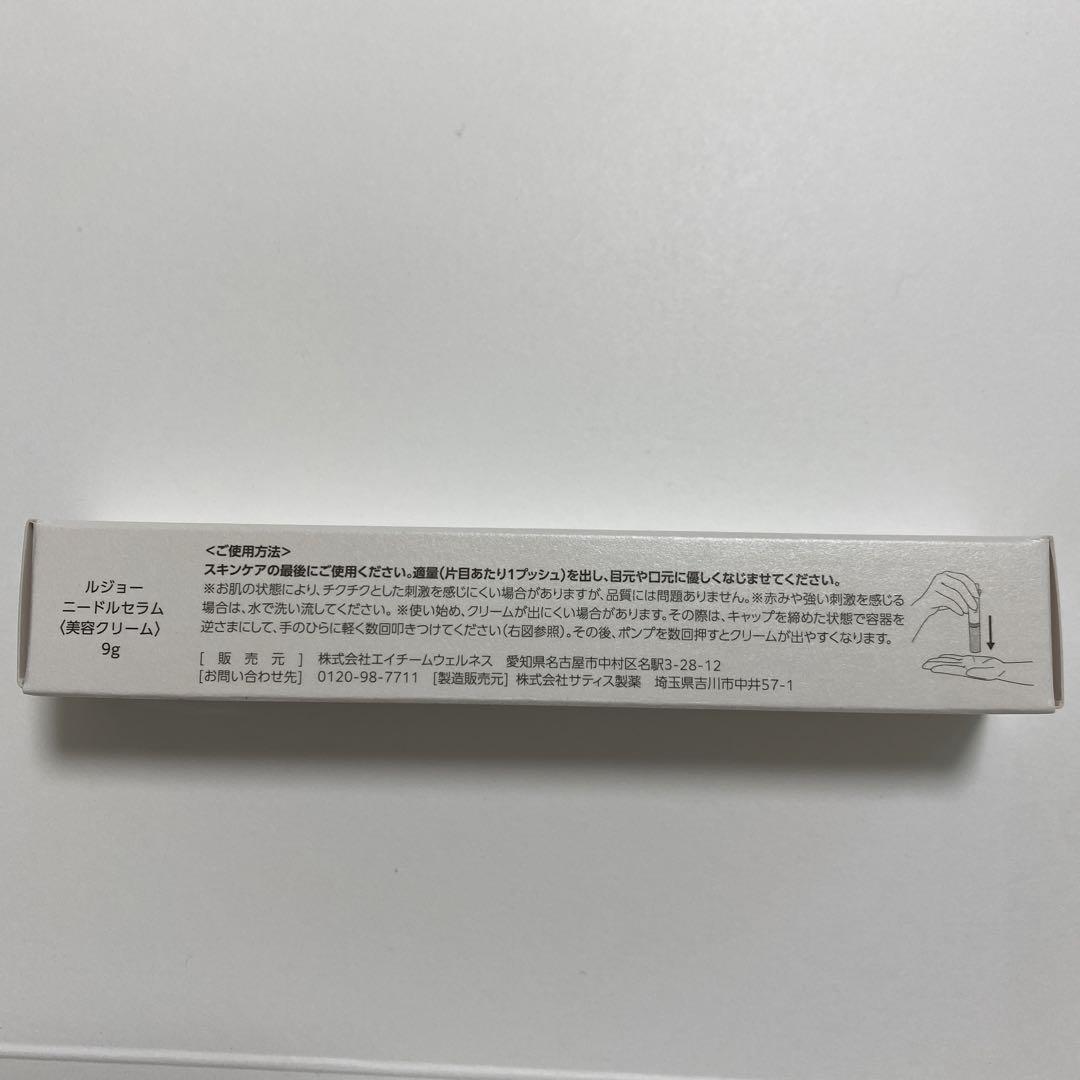 ルジョー
ニードルセラム
〈美容クリーム〉
9g
<ご使用方法>
スキンケアの最後にご使用ください。適量(片目あたり1プッシュ)を出し、目元や口元に優しくなじませてください。
※お肌の状態により、チクチクとした刺激を感じにくい場合がありますが、品質には問題ありません。※赤みや強い刺激を感じる
場合は、水で洗い流してください。※使い始め、クリームが出にくい場合があります。その際は、キャップを締めた状態で容器を
逆さまにして、手のひらに軽く数回叩きつけてください(右図参照)。その後、ポンプを数回押すとクリームが出やすくなります。
[ 販 売 元 ] 株式会社エイチームウェルネス 愛知県名古屋市中村区名駅3-28-12
[お問い合わせ先] 0120-98-7711 [製造販売元] 株式会社サティス製薬 埼玉県吉川市中井57-1